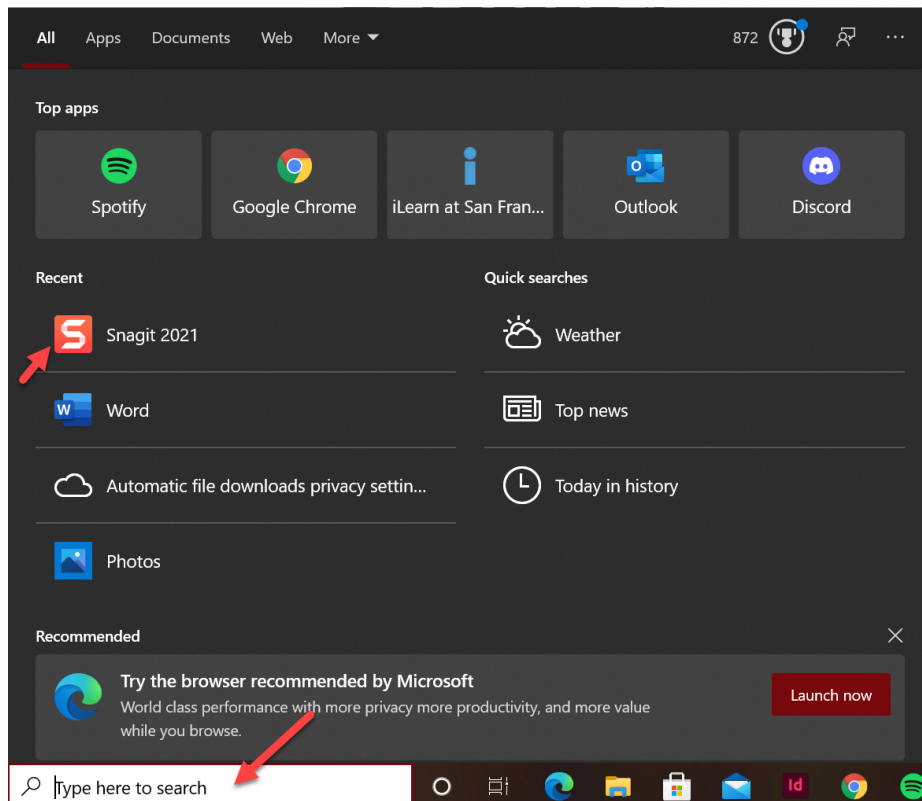 All Apps Documents Web More 872
Top apps
Spotify Google Chrome iLearn at San Fran... Outlook Discord
Recent Quick searches
Snagit 2021 Weather
W Word Top news
Automatic file downloads privacy settin... Today in history
Photos
Recommended
Try the browser recommended by Microsoft
World class performance with more privacy more productivity, and more value
while you browse.
Launch now
Type here to search Id